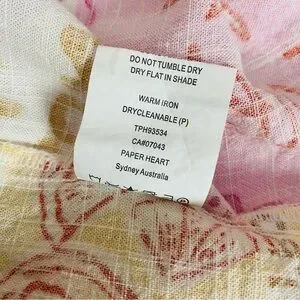 DO NOT TUMBLE DRY
DRY FLAT IN SHADE
WARM IRON
DRYCLEANABLE (P)
TPH93534
CA#07043
PAPER HEART
Sydney Australia